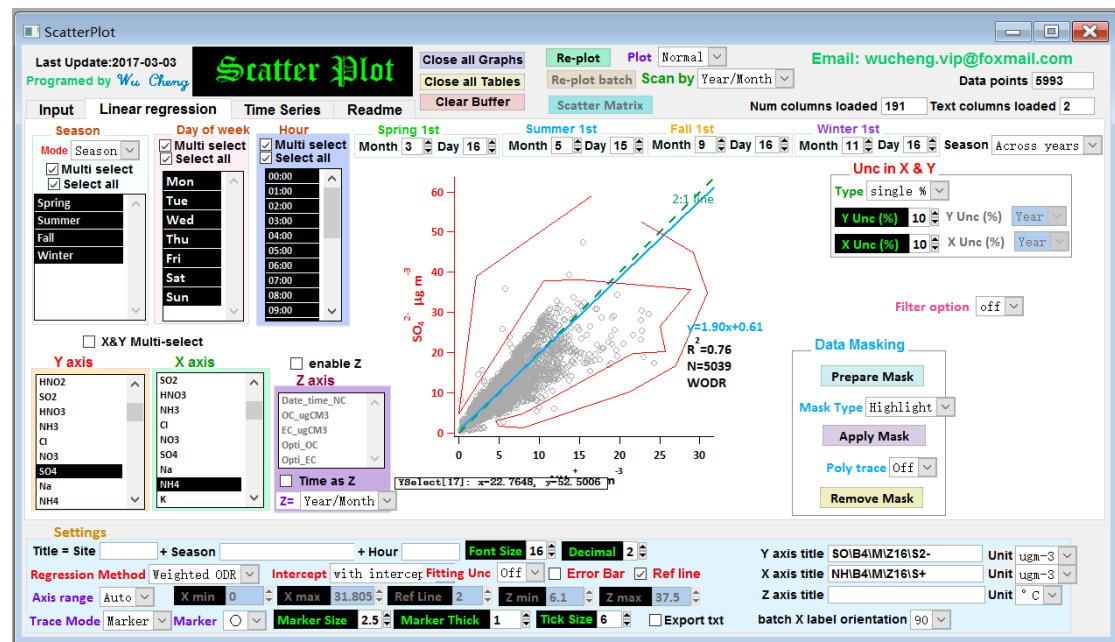 ScatterPlot
Last Update:2017-03-03
Programed by Wu Cheng
Scatter Plot
Close all Graphs
Close all Tables
Clear Buffer
Re-plot Plot Normal
Re-plot batch Scan by Year/Month
Scatter Matrix
Email: wucheng.vip@foxmail.com
Data points 5993
Num columns loaded 191 Text columns loaded 2
Input Linear regression Time Series Readme
Season
Mode Season
Multi select
Select all
Spring
Summer
Fall
Winter
Day of week
Multi select
Select all
Mon
Tue
Wed
Thu
Fri
Sat
Sun
Hour
Multi select
Select all
00:00
01:00
02:00
03:00
04:00
05:00
06:00
07:00
08:00
09:00
Spring 1st
Month 3 Day 16
Summer 1st
Month 5 Day 15
Fall 1st
Month 9 Day 16
Winter 1st
Month 11 Day 16
Season Across years
Unc in X & Y
Type single %
Y Unc (%) 10 Y Unc (%) Year
X Unc (%) 10 X Unc (%) Year
Filter option off
Data Masking
Prepare Mask
Mask Type Highlight
Apply Mask
Poly trace Off
Remove Mask
X&Y Multi-select
Y axis
HNO2
SO2
HNO3
NH3
Cl
NO3
SO4
Na
NH4
X axis
SO2
HNO3
NH3
Cl
NO3
SO4
Na
NH4
K
enable Z
Z axis
Date_time_NC
OC_ugCM3
EC_ugCM3
Opti_OC
Opti_EC
Time as Z
Z= Year/Month
SO₄²⁻ µg m⁻³
60
50
40
30
20
10
0
0 5 10 15 20 25 30
2:1 line
y=1.90x+0.61
R²=0.76
N=5039
WODR
YSelect[17]: x=22.7648, y=52.5006
Settings
Title = Site + Season + Hour Font Size 16 Decimal 2
Y axis title SO\B4\M\Z16\S2- Unit ugm-3
Regression Method Weighted ODR Intercept with intercep Fitting Unc Off Error Bar Ref line
X axis title NH\B4\M\Z16\S+ Unit ugm-3
Axis range Auto X min 0 X max 31.805 Ref Line 2 Z min 6.1 Z max 37.5
Z axis title Unit ° C
Trace Mode Marker Marker Marker Size 2.5 Marker Thick 1 Tick Size 6 Export txt
batch X label orientation 90